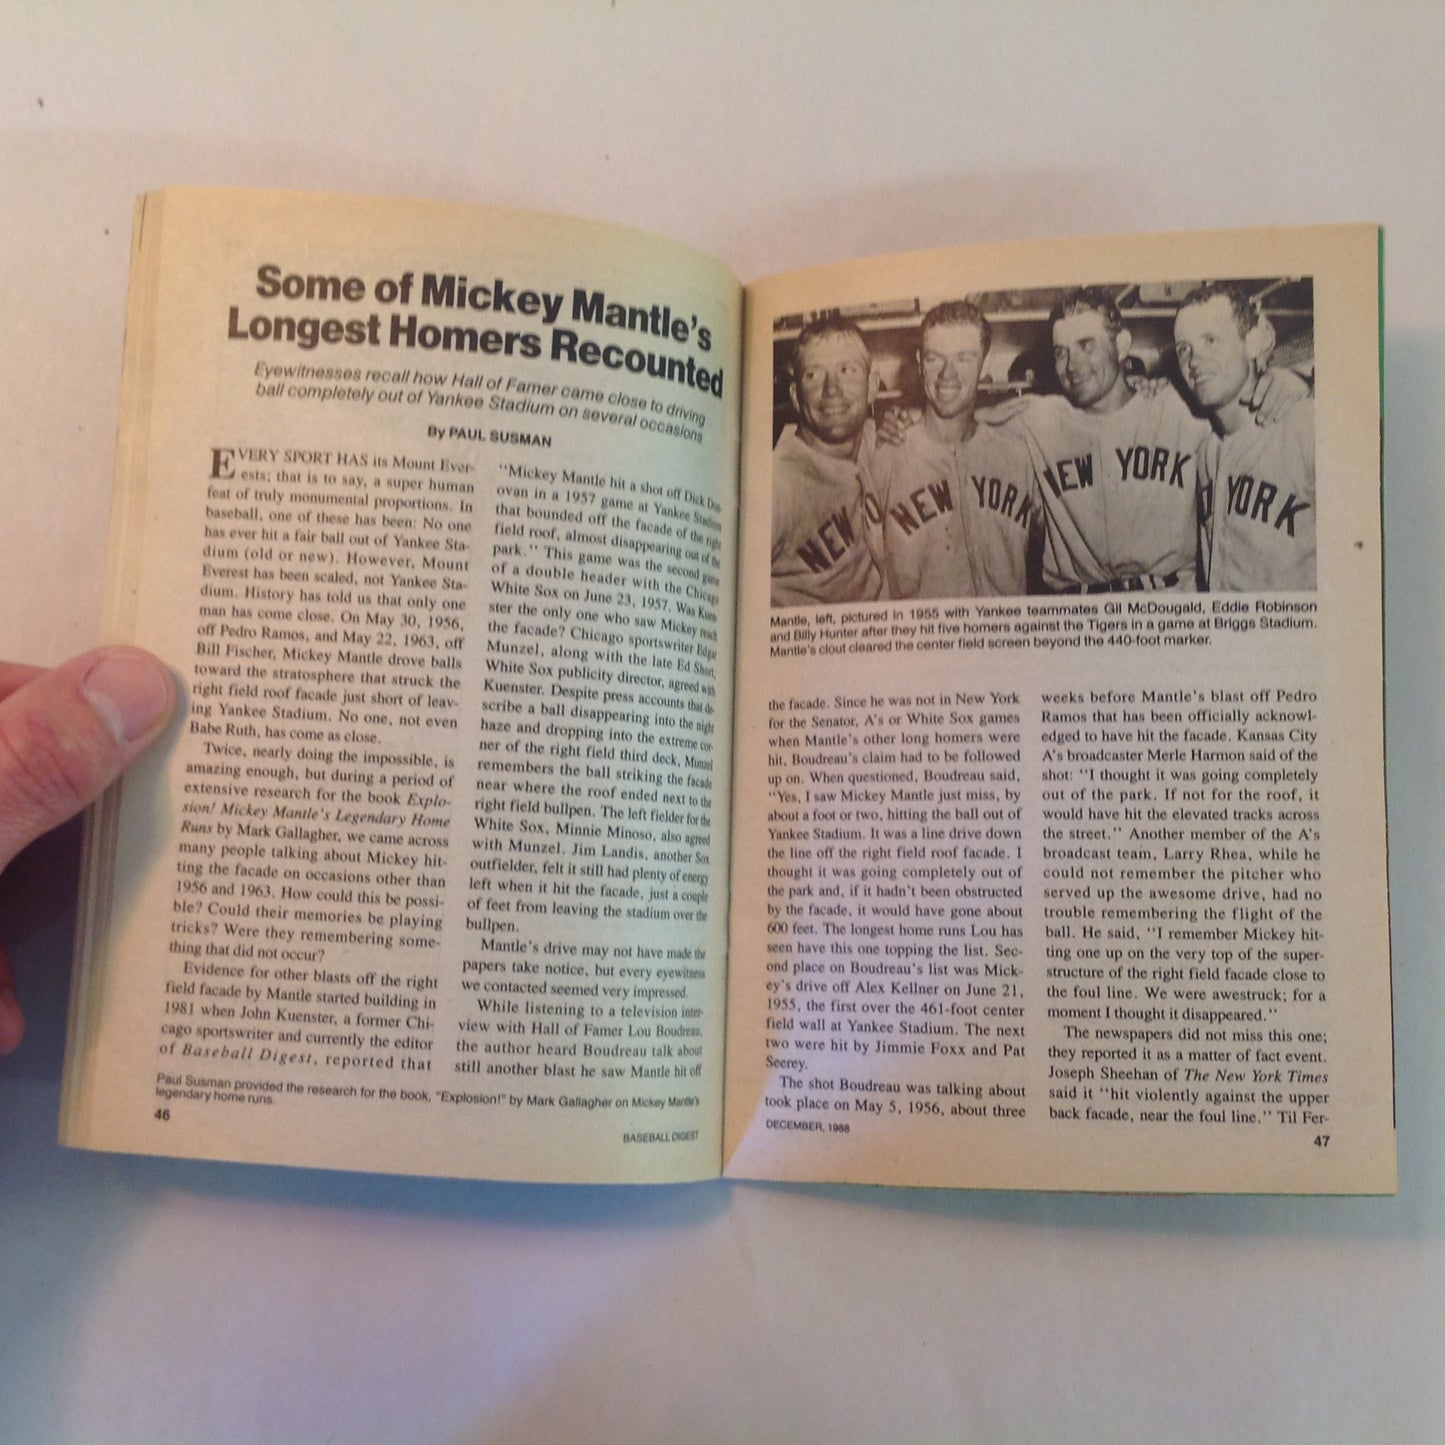 Some of Mickey Mantle's
Longest Homers Recounted
Eyewitnesses recall how Hall of Famer came close to driving
ball completely out of Yankee Stadium on several occasions
By PAUL SUSMAN
EVERY SPORT HAS its Mount Ever-
ests; that is to say, a super human
feat of truly monumental proportions. In
baseball, one of these has been: No one
has ever hit a fair ball out of Yankee Sta-
dium (old or new). However, Mount
Everest has been scaled, not Yankee Sta-
dium. History has told us that only one
man has come close. On May 30, 1956,
off Pedro Ramos, and May 22, 1963, off
Bill Fischer, Mickey Mantle drove balls
toward the stratosphere that struck the
right field roof facade just short of leav-
ing Yankee Stadium. No one, not even
Babe Ruth, has come as close.
Twice, nearly doing the impossible, is
amazing enough, but during a period of
extensive research for the book Explo-
sion! Mickey Mantle's Legendary Home
Runs by Mark Gallagher, we came across
many people talking about Mickey hit-
ting the facade on occasions other than
1956 and 1963. How could this be possi-
ble? Could their memories be playing
tricks? Were they remembering some-
thing that did not occur?
Evidence for other blasts off the right
field facade by Mantle started building in
1981 when John Kuenster, a former Chi-
cago sportswriter and currently the editor
of Baseball Digest, reported that
"Mickey Mantle hit a shot off Dick Don-
ovan in a 1957 game at Yankee Stadium
that bounded off the facade of the right
field roof, almost disappearing out of the
park." This game was the second game
of a double header with the Chicago
White Sox on June 23, 1957. Was Kuen-
ster the only one who saw Mickey reach
the facade? Chicago sportswriter Edgar
Munzel, along with the late Ed Short,
White Sox publicity director, agreed with
Kuenster. Despite press accounts that de-
scribe a ball disappearing into the night
haze and dropping into the extreme cor-
ner of the right field third deck, Munzel
remembers the ball striking the facade
near where the roof ended next to the
right field bullpen. The left fielder for the
White Sox, Minnie Minoso, also agreed
with Munzel. Jim Landis, another Sox
outfielder, felt it still had plenty of energy
left when it hit the facade, just a couple
of feet from leaving the stadium over the
bullpen.
Mantle's drive may not have made the
papers take notice, but every eyewitness
we contacted seemed very impressed.
While listening to a television inter-
view with Hall of Famer Lou Boudreau,
the author heard Boudreau talk about
still another blast he saw Mantle hit off
Paul Susman provided the research for the book, "Explosion!" by Mark Gallagher on Mickey Mantle's
legendary home runs.
46
BASEBALL DIGEST
NEW YO
NEW YORK
NEW YORK
YORK
Mantle, left, pictured in 1955 with Yankee teammates Gil McDougald, Eddie Robinson
and Billy Hunter after they hit five homers against the Tigers in a game at Briggs Stadium.
Mantle's clout cleared the center field screen beyond the 440-foot marker.
the facade. Since he was not in New York
for the Senator, A's or White Sox games
when Mantle's other long homers were
hit, Boudreau's claim had to be followed
up on. When questioned, Boudreau said,
"Yes, I saw Mickey Mantle just miss, by
about a foot or two, hitting the ball out of
Yankee Stadium. It was a line drive down
the line off the right field roof facade. I
thought it was going completely out of
the park and, if it hadn't been obstructed
by the facade, it would have gone about
600 feet. The longest home runs Lou has
seen have this one topping the list. Sec-
ond place on Boudreau's list was Mick-
ey's drive off Alex Kellner on June 21,
1955, the first over the 461-foot center
field wall at Yankee Stadium. The next
two were hit by Jimmie Foxx and Pat
Seerey.
The shot Boudreau was talking about
took place on May 5, 1956, about three
weeks before Mantle's blast off Pedro
Ramos that has been officially acknowl-
edged to have hit the facade. Kansas City
A's broadcaster Merle Harmon said of the
shot: "I thought it was going completely
out of the park. If not for the roof, it
would have hit the elevated tracks across
the street." Another member of the A's
broadcast team, Larry Rhea, while he
could not remember the pitcher who
served up the awesome drive, had no
trouble remembering the flight of the
ball. He said, "I remember Mickey hit-
ting one up on the very top of the super-
structure of the right field facade close to
the foul line. We were awestruck; for a
moment I thought it disappeared."
The newspapers did not miss this one;
they reported it as a matter of fact event.
Joseph Sheehan of The New York Times
said it "hit violently against the upper
back facade, near the foul line." Til Fer-
DECEMBER, 1988
47